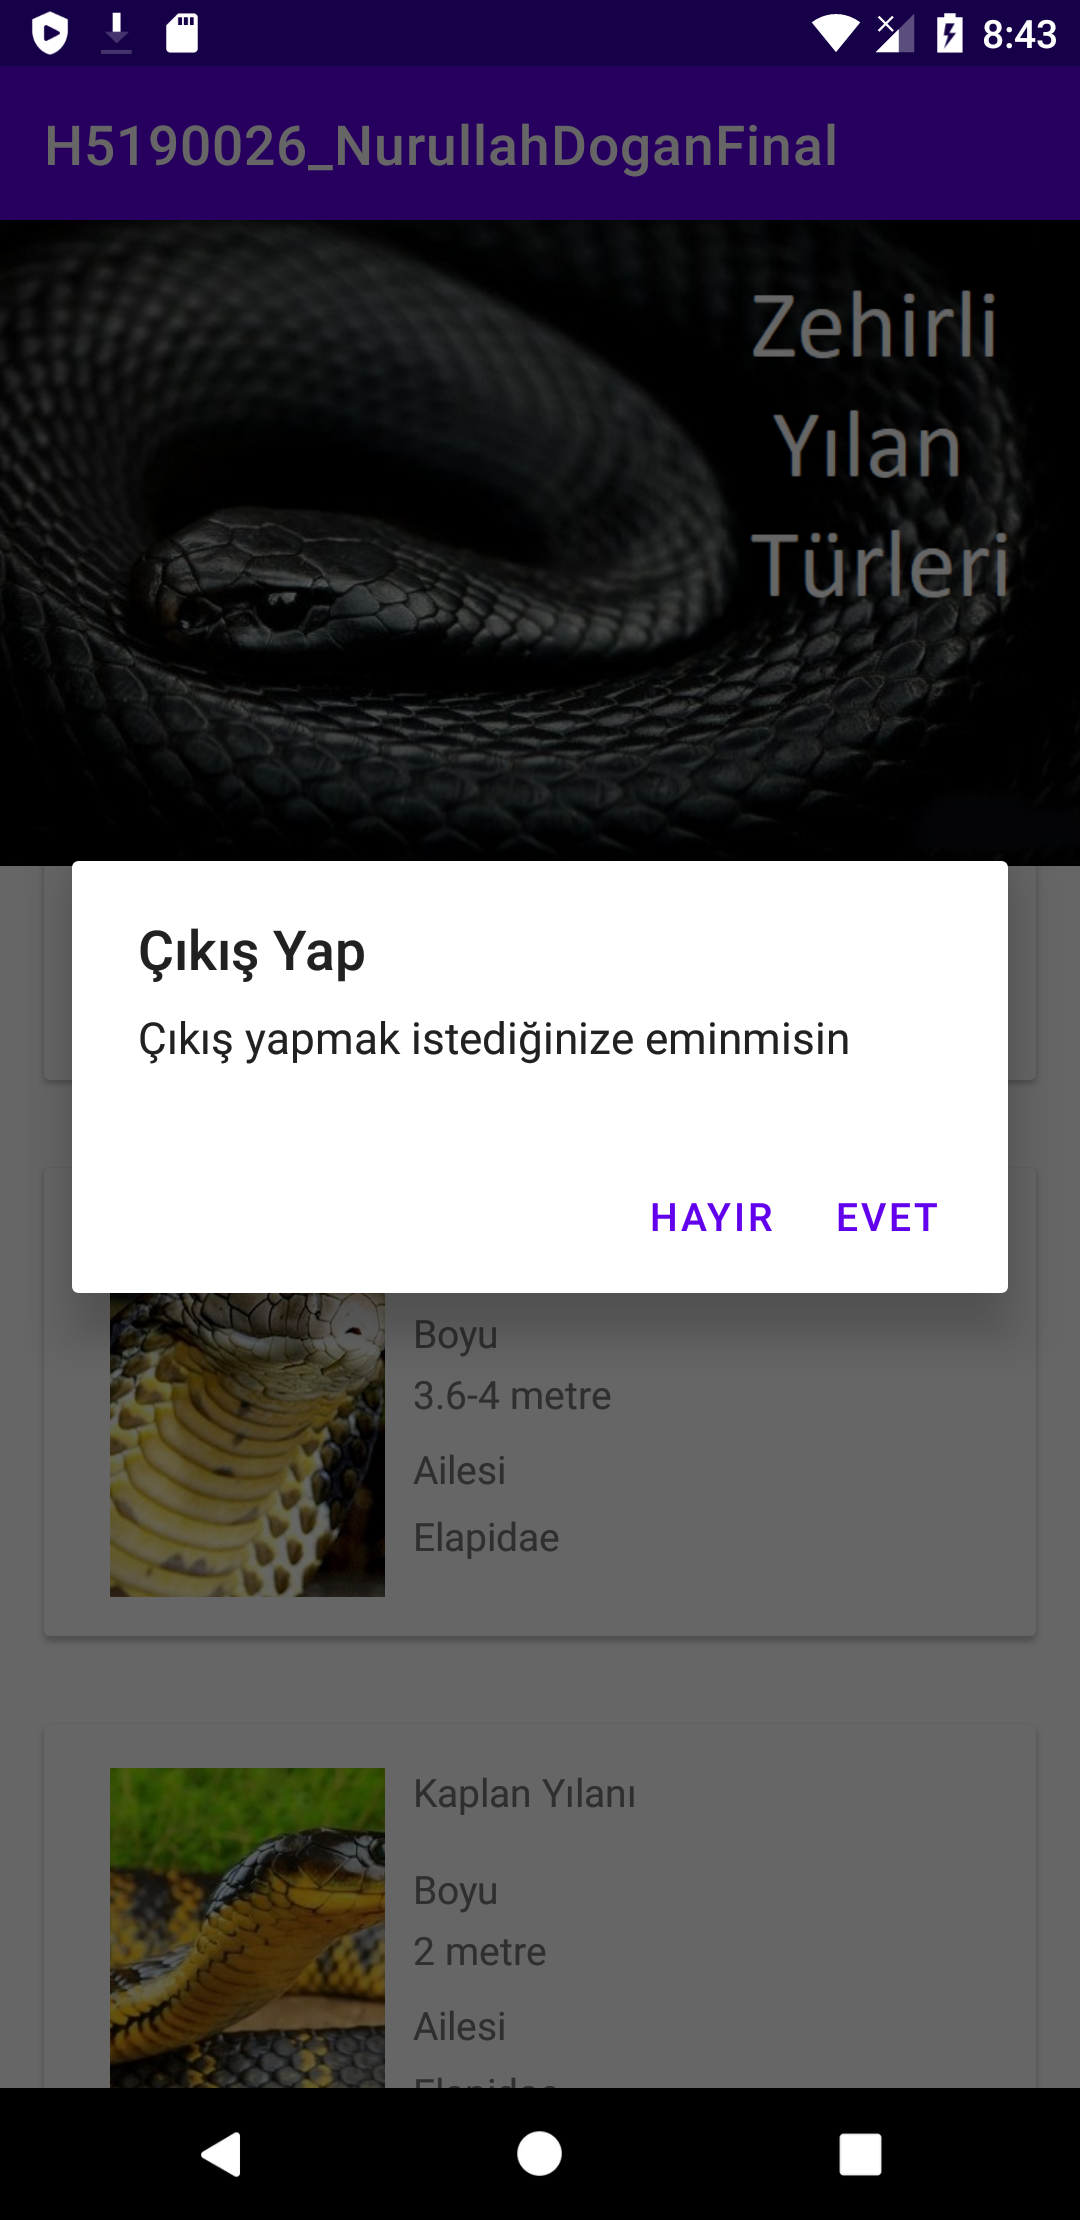 8:43
H5190026_NurullahDoganFinal
Zehirli
Yılan
Türleri
Çıkış Yap
Çıkış yapmak istediğinize eminmisin
HAYIR EVET
Boyu
3.6-4 metre
Ailesi
Elapidae
Kaplan Yılanı
Boyu
2 metre
Ailesi
Elapidae